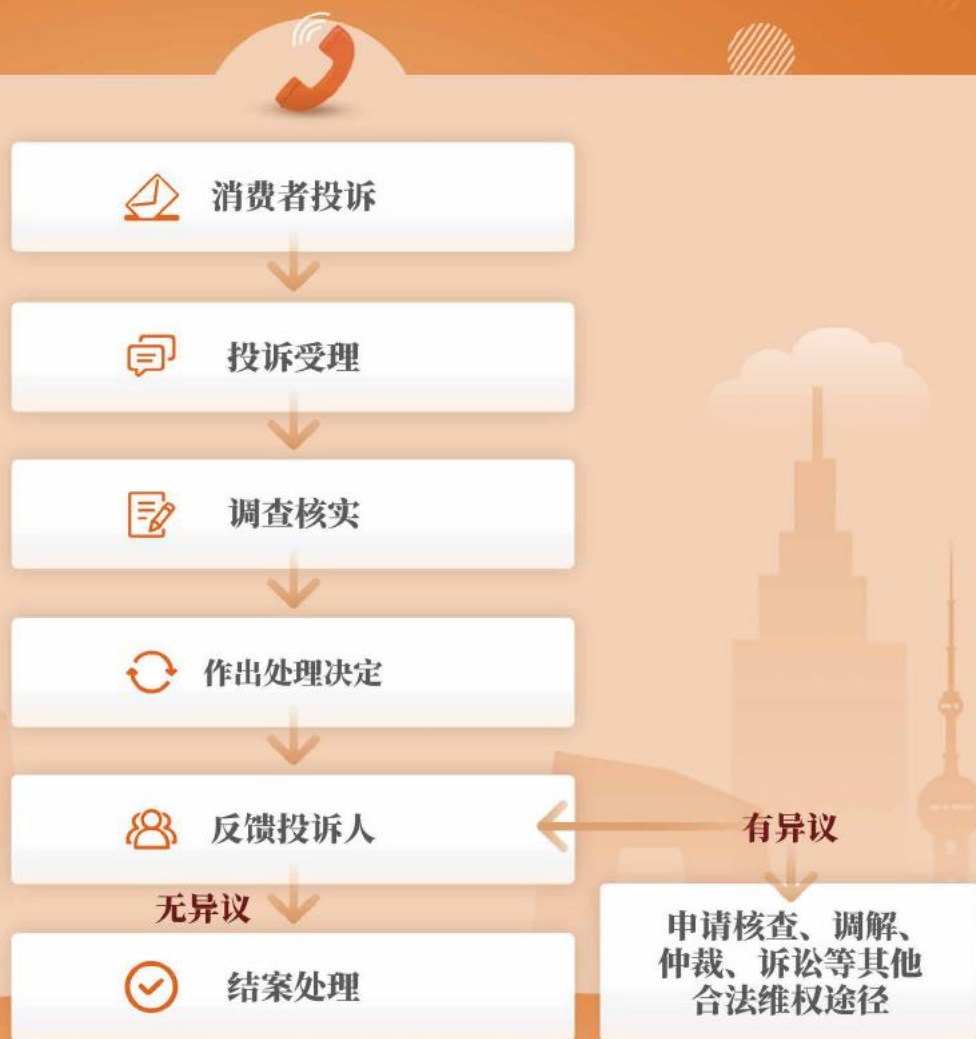 消费者投诉
投诉受理
调查核实
作出处理决定
反馈投诉人
有异议
无异议
结案处理
申请核查、调解、
仲裁、诉讼等其他
合法维权途径